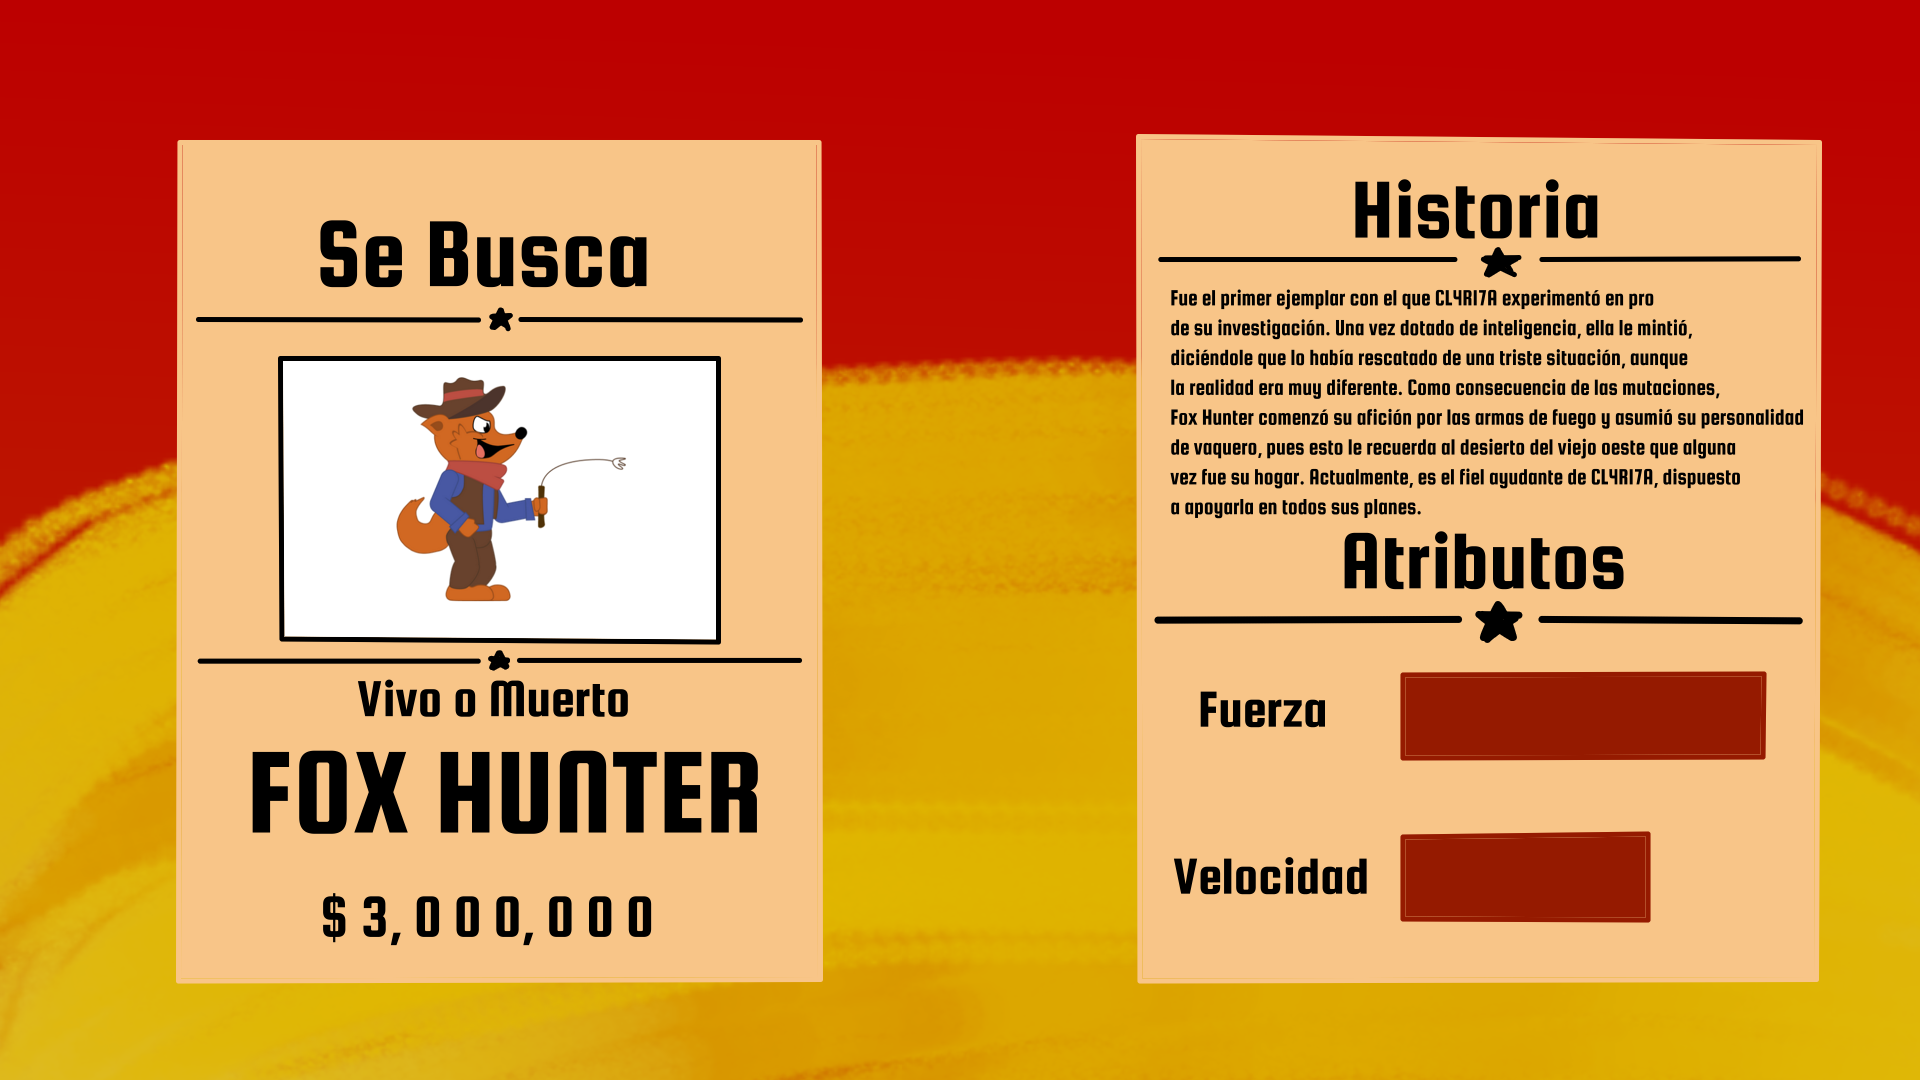 Se Busca
Vivo o Muerto
FOX HUNTER
$ 3,000,000
Historia
Fue el primer ejemplar con el que CL4RI7A experimentó en pro
de su investigación. Una vez dotado de inteligencia, ella le mintió,
diciéndole que lo había rescatado de una triste situación, aunque
la realidad era muy diferente. Como consecuencia de las mutaciones,
Fox Hunter comenzó su afición por las armas de fuego y asumió su personalidad
de vaquero, pues esto le recuerda al desierto del viejo oeste que alguna
vez fue su hogar. Actualmente, es el fiel ayudante de CL4RI7A, dispuesto
a apoyarla en todos sus planes.
Atributos
Fuerza
Velocidad